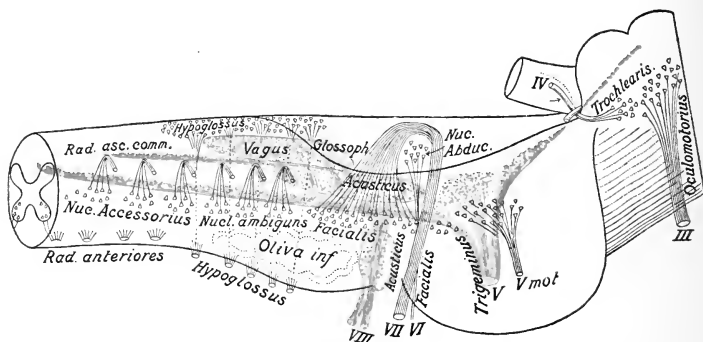 IV
Trochlearis.
Hypoglossus
Nuc.
Abduc.
Rad. asc. comm.
Vagus
Glossoph.
Oculomotorius
Acusticus
Nuc. Accessorius
Nucl. ambiguns
Facialis
Oliva inf
Acusticus
Facialis
Trigeminus
III
Rad. anteriores
Hypoglossus
V
V mot
VIII
VII
VI